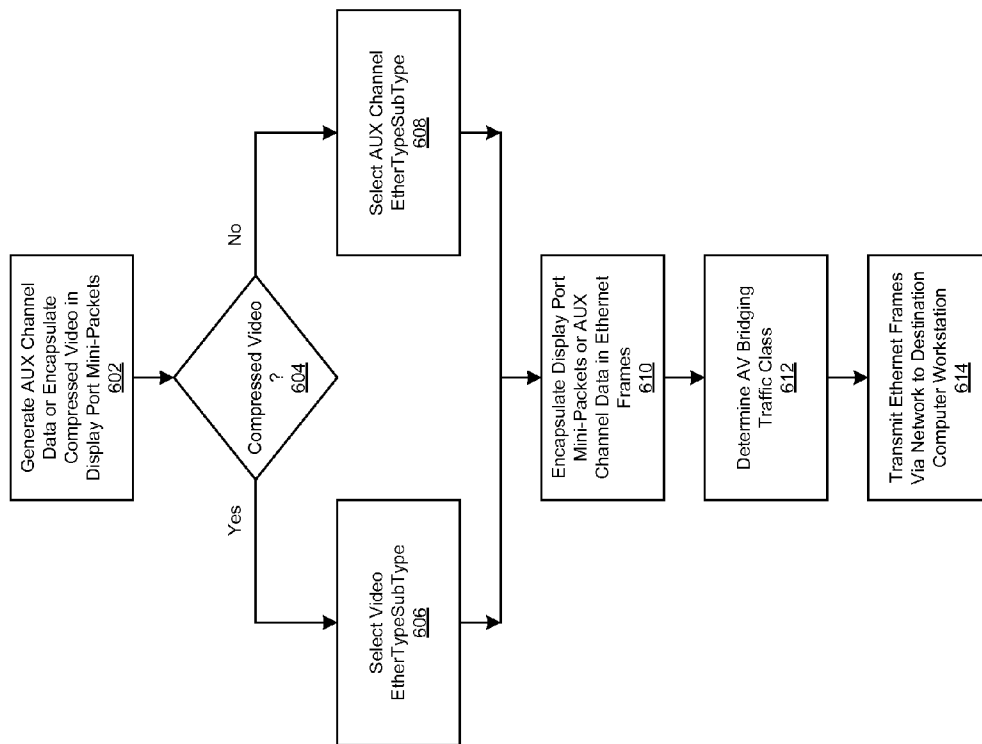 Generate AUX Channel
Data or Encapsulate
Compressed Video in
Display Port Mini-Packets
602
Compressed Video
?
604
Yes
No
Select Video
EtherTypeSubType
606
Select AUX Channel
EtherTypeSubType
608
Encapsulate Display Port
Mini-Packets or AUX
Channel Data in Ethernet
Frames
610
Determine AV Bridging
Traffic Class
612
Transmit Ethernet Frames
Via Network to Destination
Computer Workstation
614